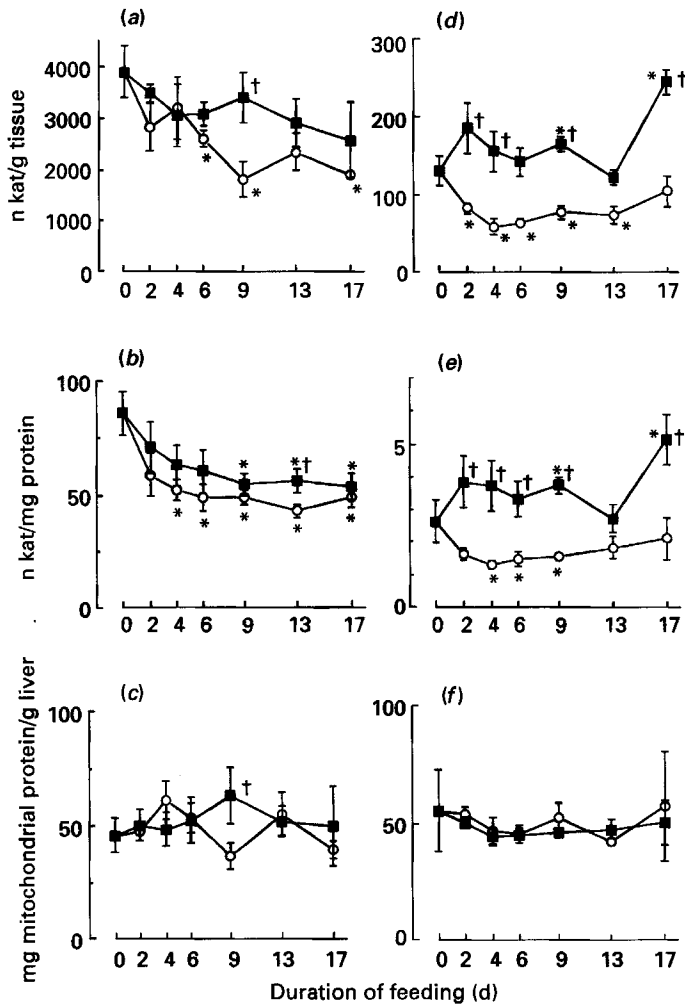 (a)
n kat/g tissue
4000
3000
2000
1000
0
† * * *
0 2 4 6 9 13 17
(d)
300
200
100
0
† † *† * †
* * * * *
0 2 4 6 9 13 17
(b)
n kat/mg protein
100
50
0
* *† *
* * * * *
0 2 4 6 9 13 17
(e)
5
0
† † † *† * †
* * *
0 2 4 6 9 13 17
(c)
mg mitochondrial protein/g liver
100
50
0
†
0 2 4 6 9 13 17
(f)
100
50
0
0 2 4 6 9 13 17
Duration of feeding (d)